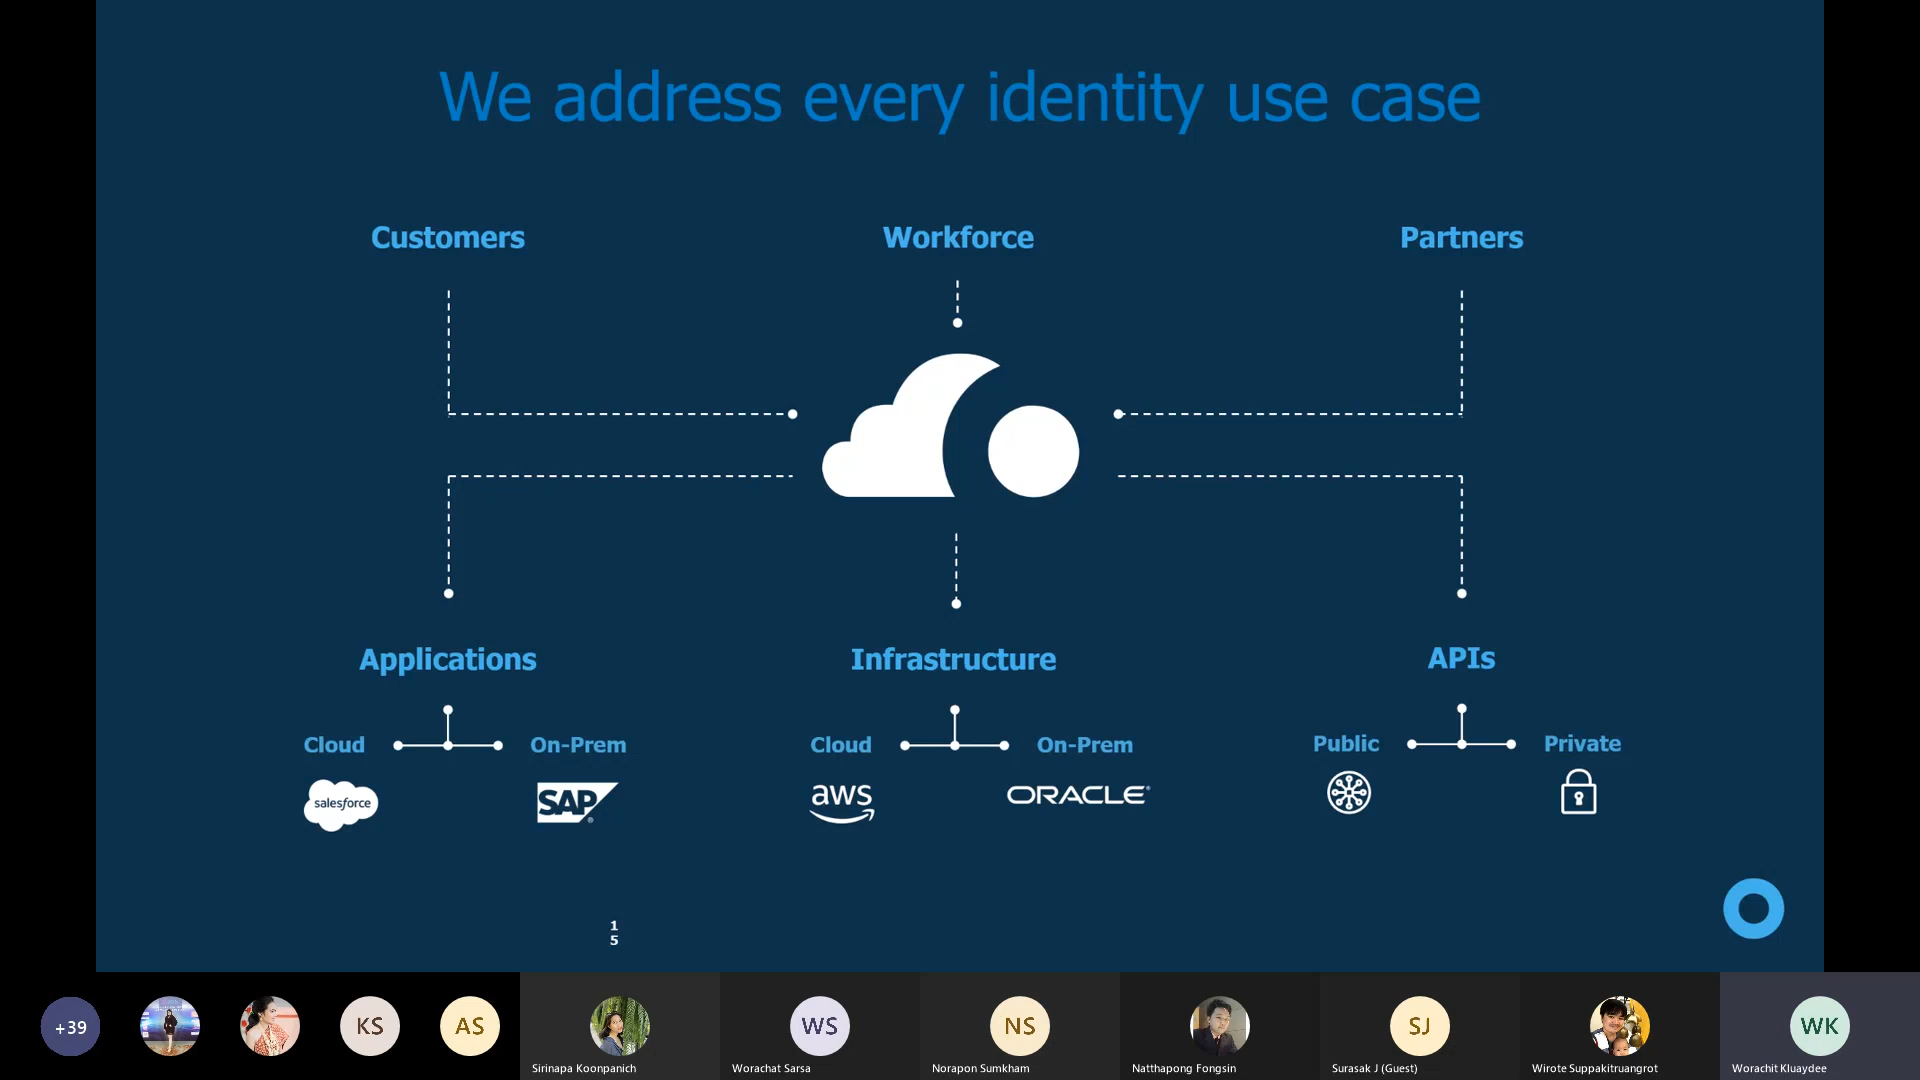 We address every identity use case
Customers
Workforce
Partners
Applications
Infrastructure
APIs
Cloud
On-Prem
Cloud
On-Prem
Public
Private
salesforce
SAP®
aws
ORACLE®
1
5
+39
KS
AS
WS
NS
SJ
WK
Sirinapa Koonpanich
Worachat Sarsa
Norapon Sumkham
Natthapong Fongsin
Surasak J (Guest)
Wirote Suppakitruangrot
Worachit Kluaydee